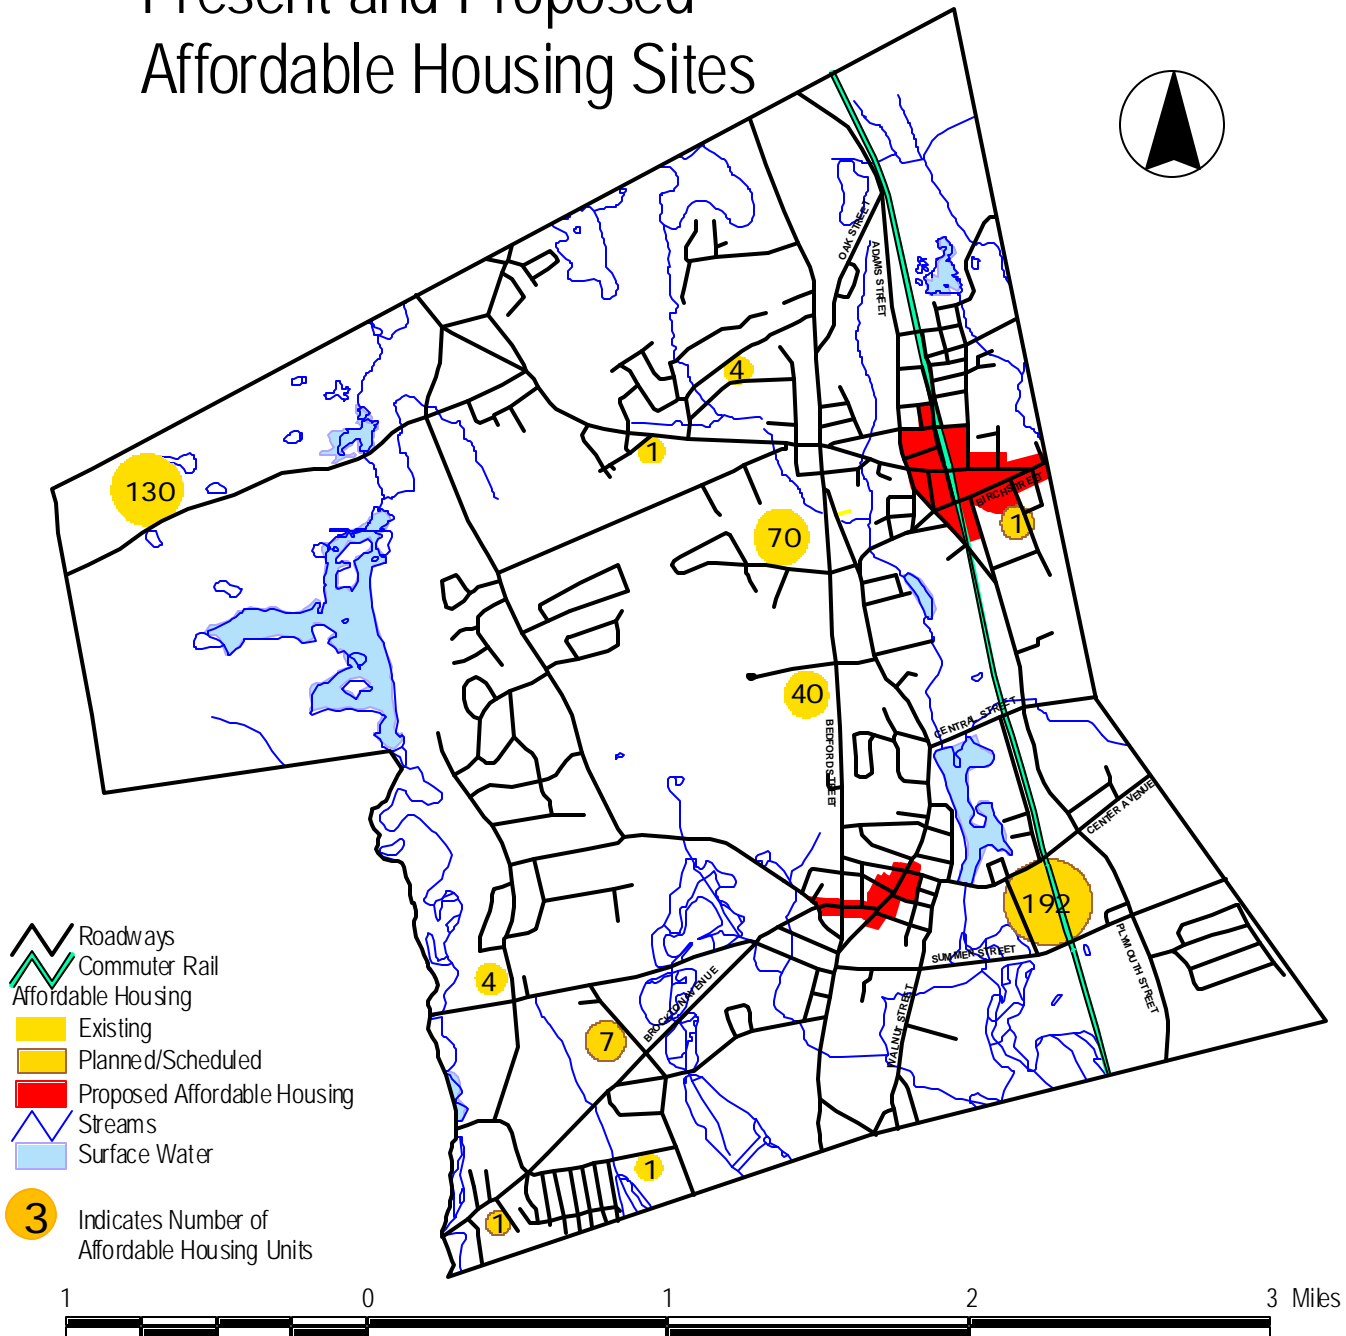 Present and Proposed
Affordable Housing Sites
OAK STREET
ADAMS STREET
4
1
130
BIRCH STREET
1
70
40
BEDFORD STREET
CENTRAL STREET
CENTER AVENUE
192
PLYMOUTH STREET
SUMMER STREET
4
BROCKTON AVENUE
WALNUT STREET
7
1
1
Roadways
Commuter Rail
Affordable Housing
Existing
Planned/Scheduled
Proposed Affordable Housing
Streams
Surface Water
3
Indicates Number of
Affordable Housing Units
1 0 1 2 3 Miles